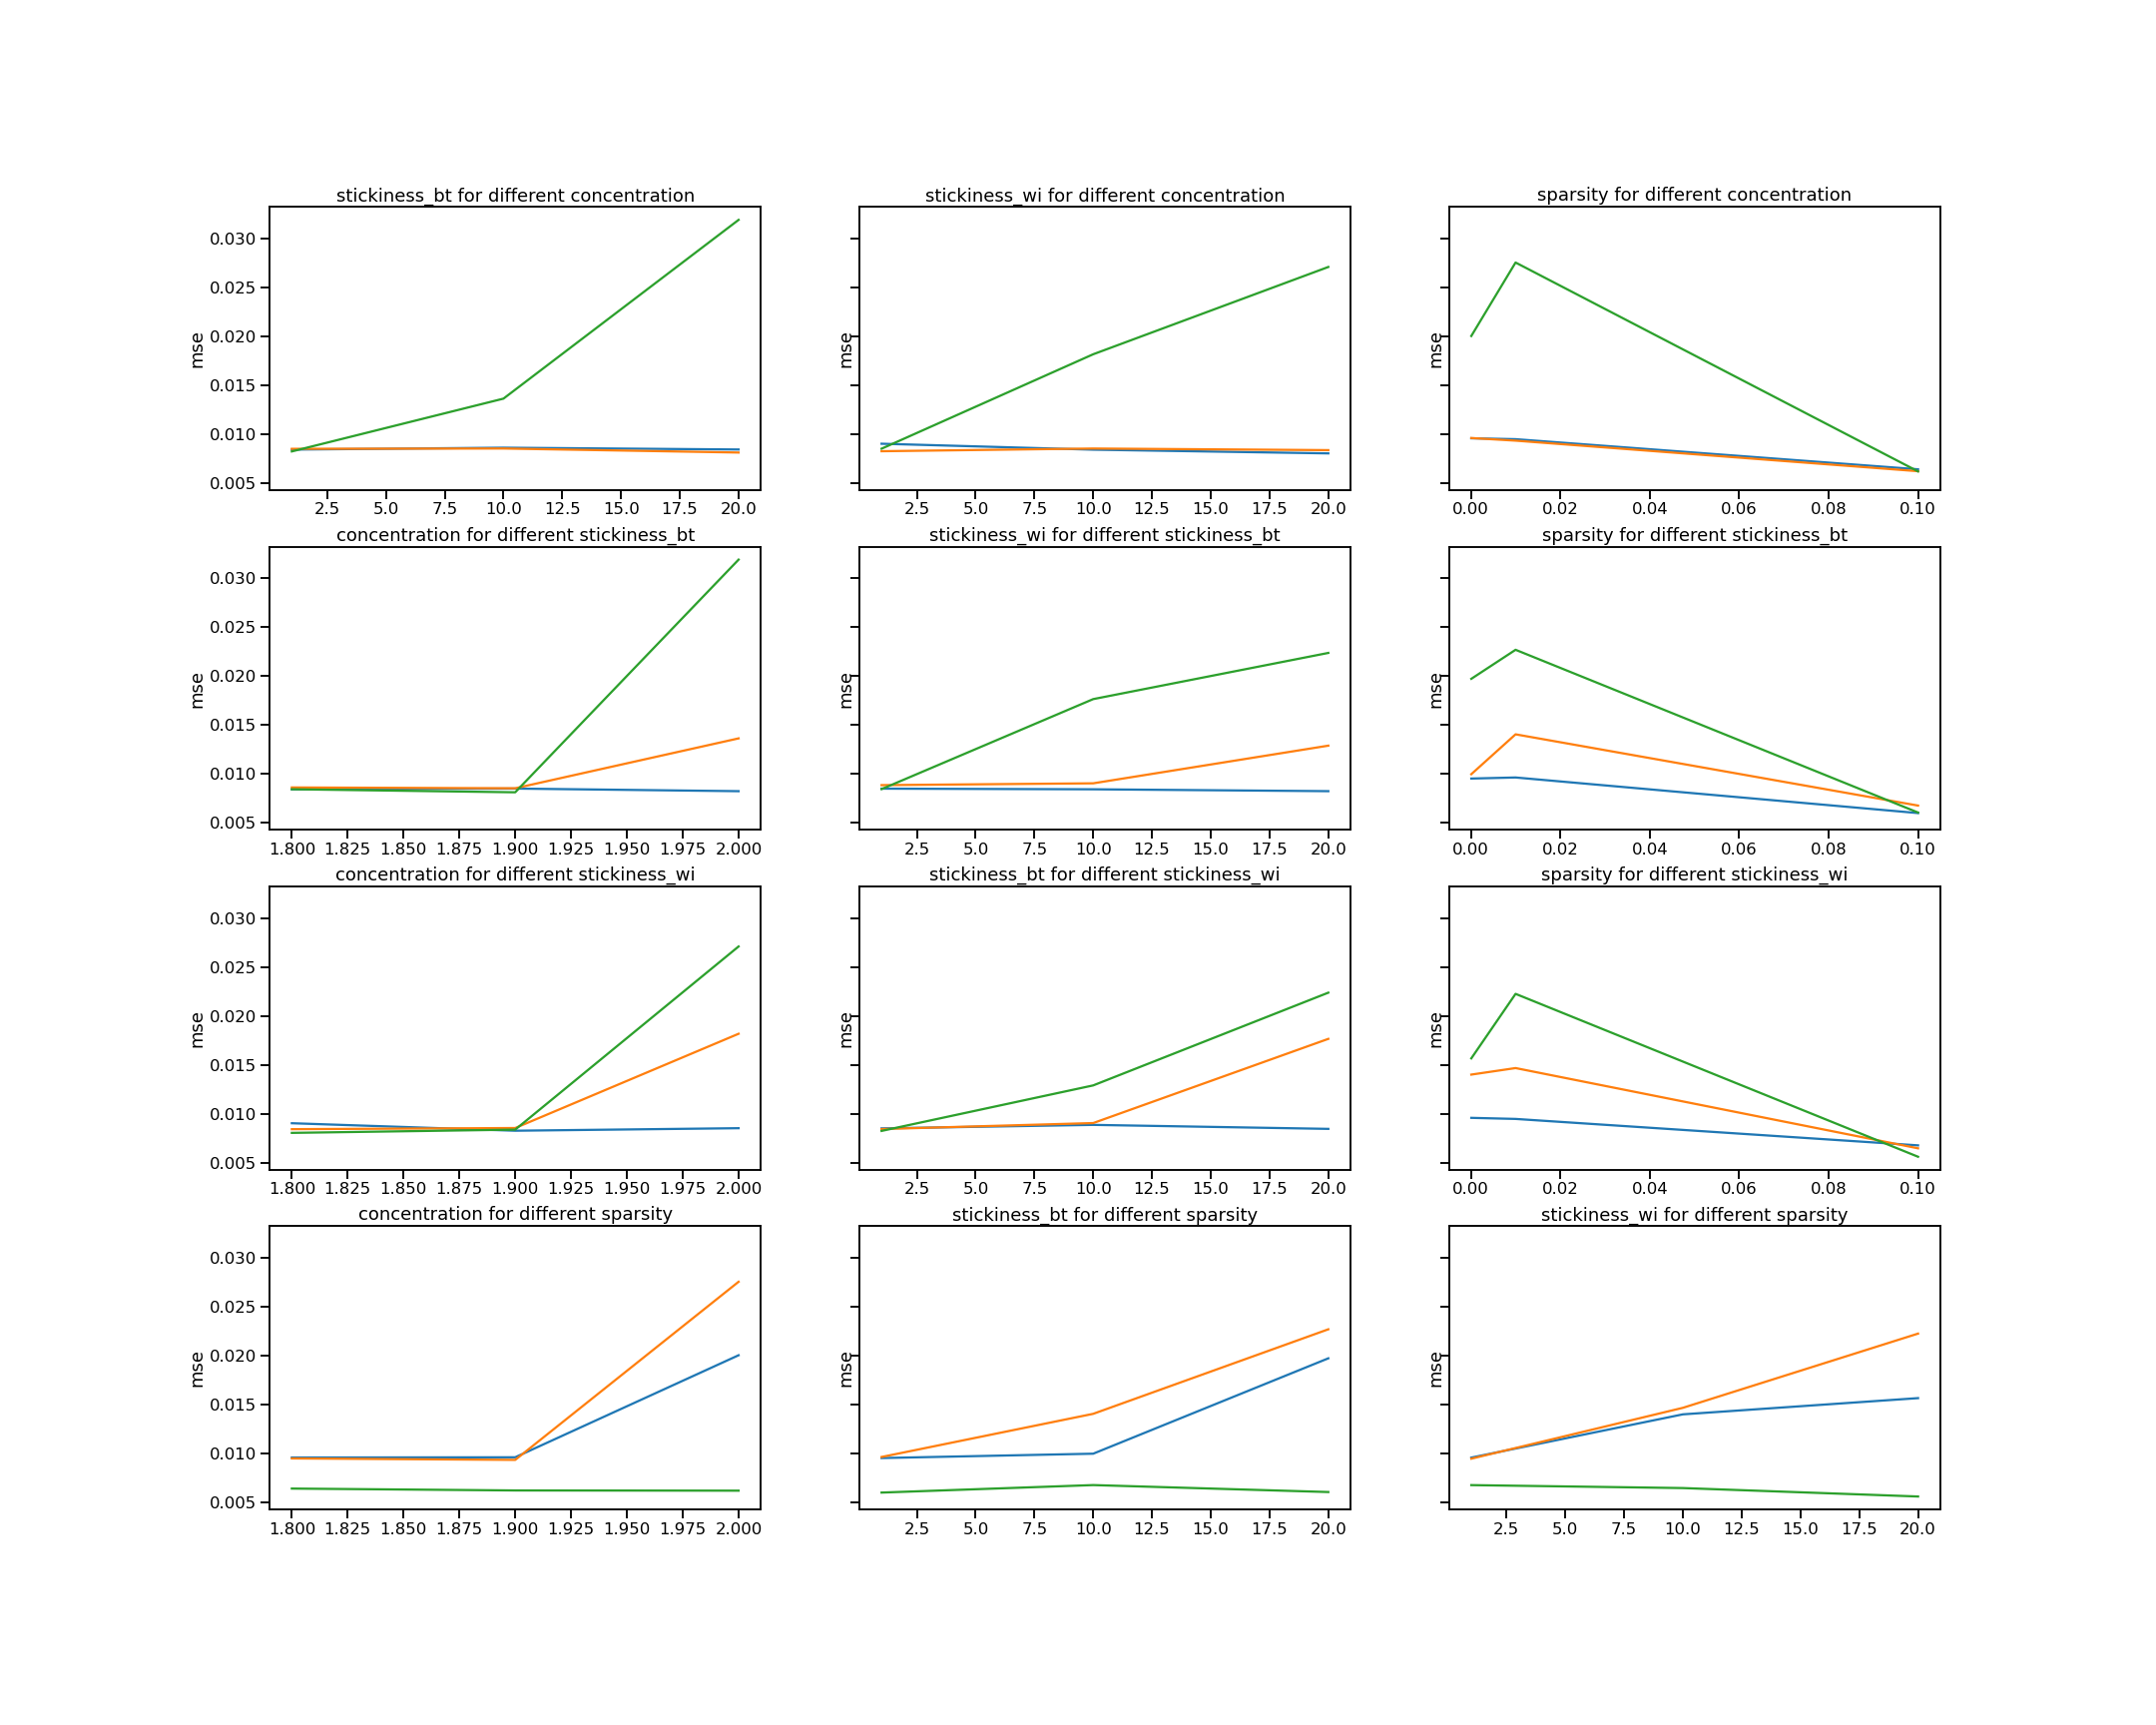 stickiness_bt for different concentration
stickiness_wi for different concentration
sparsity for different concentration
mse
0.030
0.025
0.020
0.015
0.010
0.005
2.5 5.0 7.5 10.0 12.5 15.0 17.5 20.0
mse
2.5 5.0 7.5 10.0 12.5 15.0 17.5 20.0
mse
0.00 0.02 0.04 0.06 0.08 0.10
concentration for different stickiness_bt
stickiness_wi for different stickiness_bt
sparsity for different stickiness_bt
mse
0.030
0.025
0.020
0.015
0.010
0.005
1.800 1.825 1.850 1.875 1.900 1.925 1.950 1.975 2.000
mse
2.5 5.0 7.5 10.0 12.5 15.0 17.5 20.0
mse
0.00 0.02 0.04 0.06 0.08 0.10
concentration for different stickiness_wi
stickiness_bt for different stickiness_wi
sparsity for different stickiness_wi
mse
0.030
0.025
0.020
0.015
0.010
0.005
1.800 1.825 1.850 1.875 1.900 1.925 1.950 1.975 2.000
mse
2.5 5.0 7.5 10.0 12.5 15.0 17.5 20.0
mse
0.00 0.02 0.04 0.06 0.08 0.10
concentration for different sparsity
stickiness_bt for different sparsity
stickiness_wi for different sparsity
mse
0.030
0.025
0.020
0.015
0.010
0.005
1.800 1.825 1.850 1.875 1.900 1.925 1.950 1.975 2.000
mse
2.5 5.0 7.5 10.0 12.5 15.0 17.5 20.0
mse
2.5 5.0 7.5 10.0 12.5 15.0 17.5 20.0